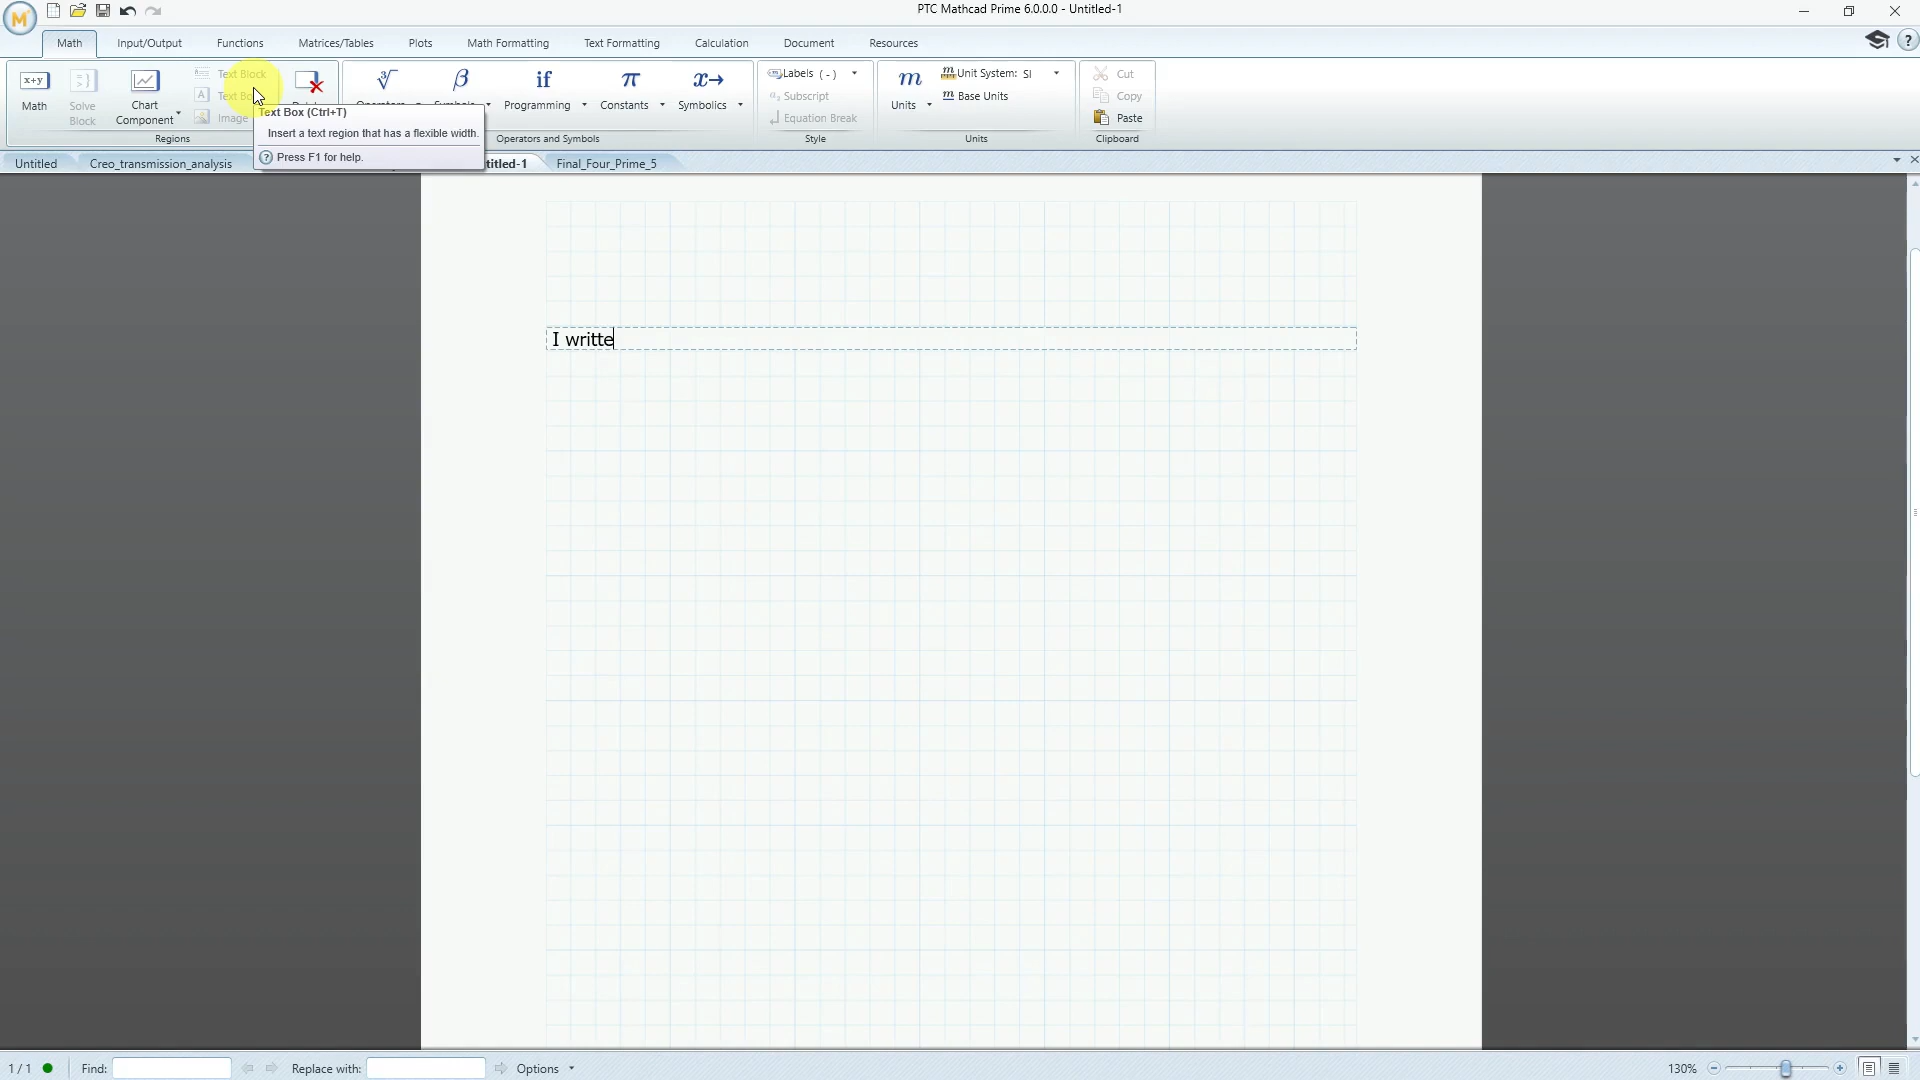 PTC Mathcad Prime 6.0.0.0 - Untitled-1
Math Input/Output Functions Matrices/Tables Plots Math Formatting Text Formatting Calculation Document Resources
Math
Solve Block
Chart Component
Text Block
Image
Regions
Programming
Constants
Symbolics
Operators and Symbols
Labels ( - )
Subscript
Equation Break
Style
Units
Unit System: SI
Base Units
Units
Cut
Copy
Paste
Clipboard
Text Box (Ctrl+T)
Insert a text region that has a flexible width.
Press F1 for help.
Untitled Creo_transmission_analysis titled-1 Final_Four_Prime_5
I writte
1 / 1 Find: Replace with: Options 130%